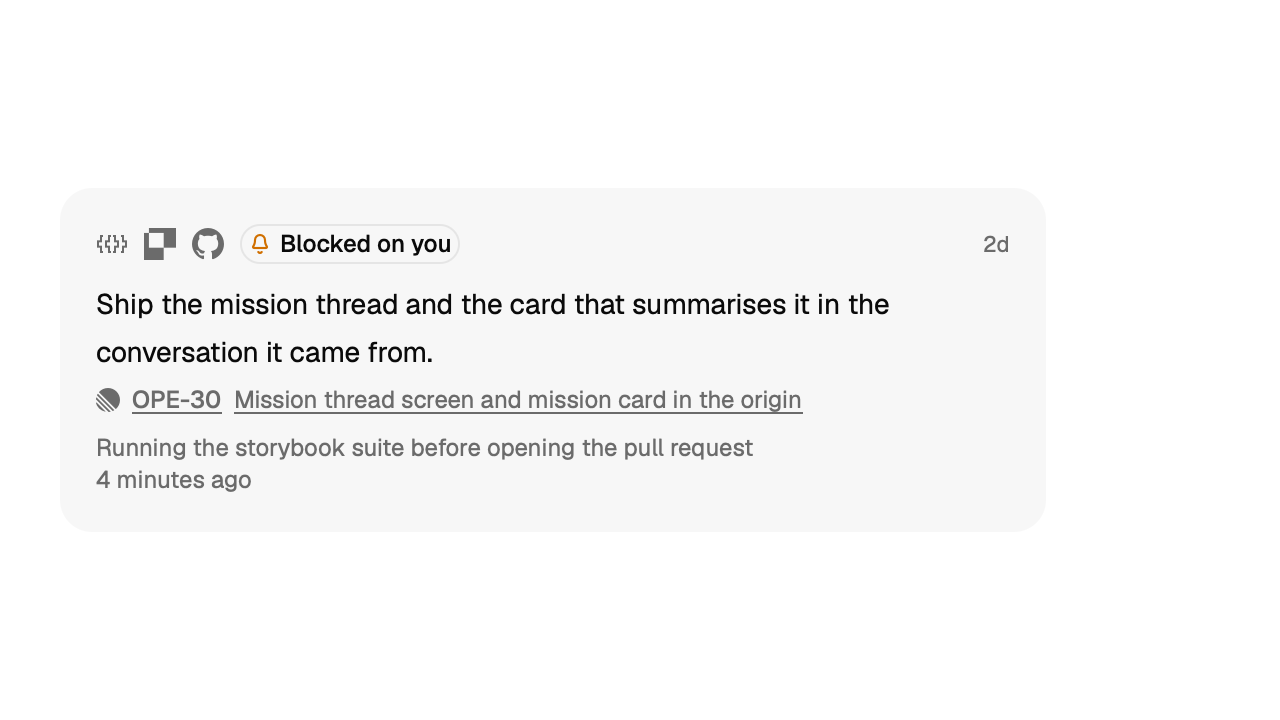 Blocked on you
2d
Ship the mission thread and the card that summarises it in the
conversation it came from.
OPE-30 Mission thread screen and mission card in the origin
Running the storybook suite before opening the pull request
4 minutes ago